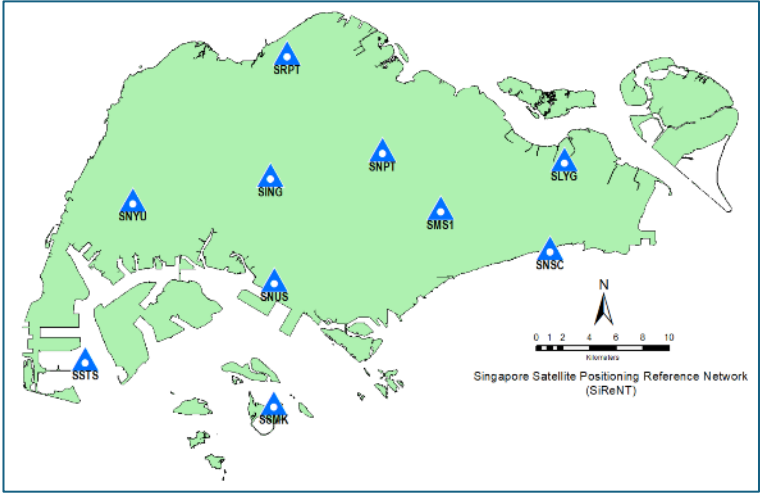 SRPT
SNPT
SLYG
SING
SNYU
SMS1
SNSC
SNUS
N
0 1 2 4 6 8 10
Kilometers
SSTS
Singapore Satellite Positioning Reference Network
(SiReNT)
SSMK